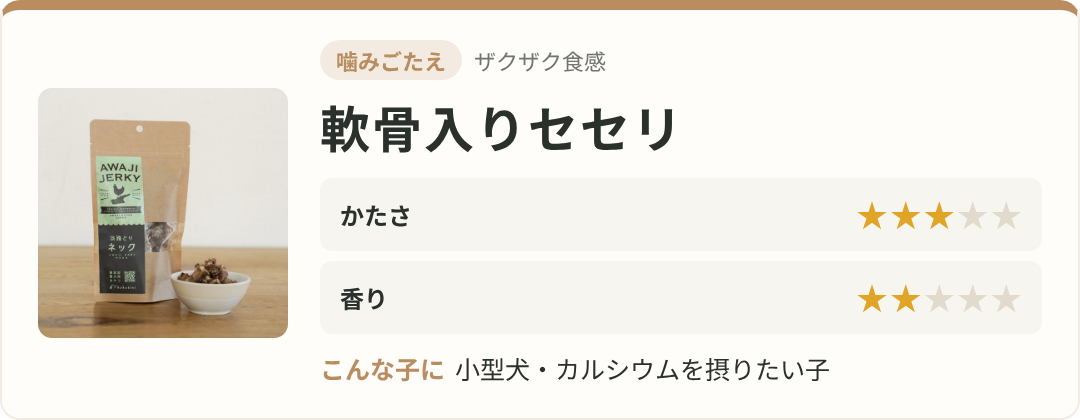 噛みごたえ ザクザク食感
軟骨入りセセリ
かたさ ★★★★★
香り ★★★★★
こんな子に 小型犬・カルシウムを摂りたい子
AWAJI
JERKY
淡路どり
ネック